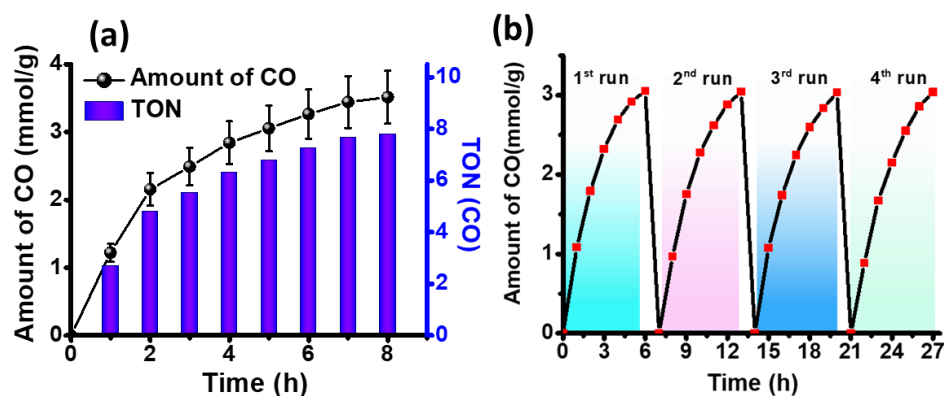 (a)
Amount of CO
TON
Amount of CO (mmol/g)
0
1
2
3
4
0
2
4
6
8
Time (h)
0
2
4
6
8
10
TON (CO)
(b)
1st run
2nd run
3rd run
4th run
Amount of CO(mmol/g)
0
1
2
3
0
3
6
9
12
15
18
21
24
27
Time (h)